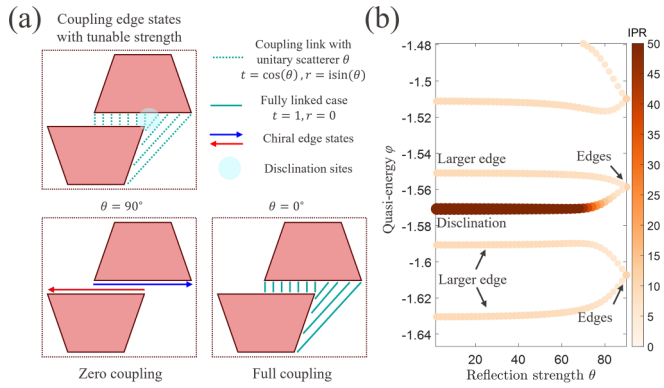 (a)
Coupling edge states
with tunable strength
Coupling link with
unitary scatterer θ
t = cos(θ) , r = isin(θ)
Fully linked case
t = 1, r = 0
Chiral edge states
Disclination sites
θ = 90°
θ = 0°
Zero coupling
Full coupling
(b)
IPR
Quasi-energy φ
-1.48
-1.5
-1.52
-1.54
-1.56
-1.58
-1.6
-1.62
-1.64
Larger edge
Edges
Disclination
Larger edge
Edges
20
40
60
80
Reflection strength θ
50
45
40
35
30
25
20
15
10
5
0